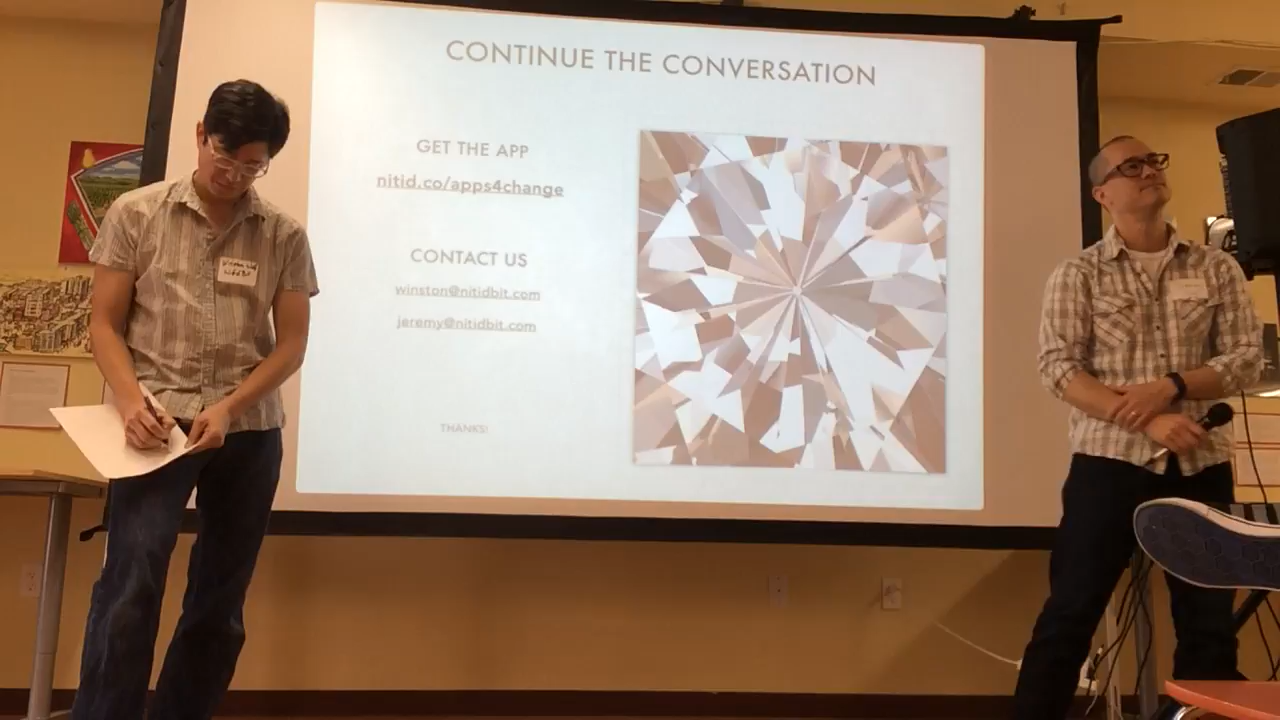 CONTINUE THE CONVERSATION
GET THE APP
nitid.co/apps4change
CONTACT US
winston@nitidbit.com
jeremy@nitidbit.com
THANKS!